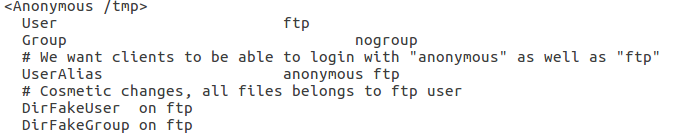 <Anonymous /tmp>
  User                         ftp
  Group                                nogroup
  # We want clients to be able to login with "anonymous" as well as "ftp"
  UserAlias                    anonymous ftp
  # Cosmetic changes, all files belongs to ftp user
  DirFakeUser  on ftp
  DirFakeGroup on ftp